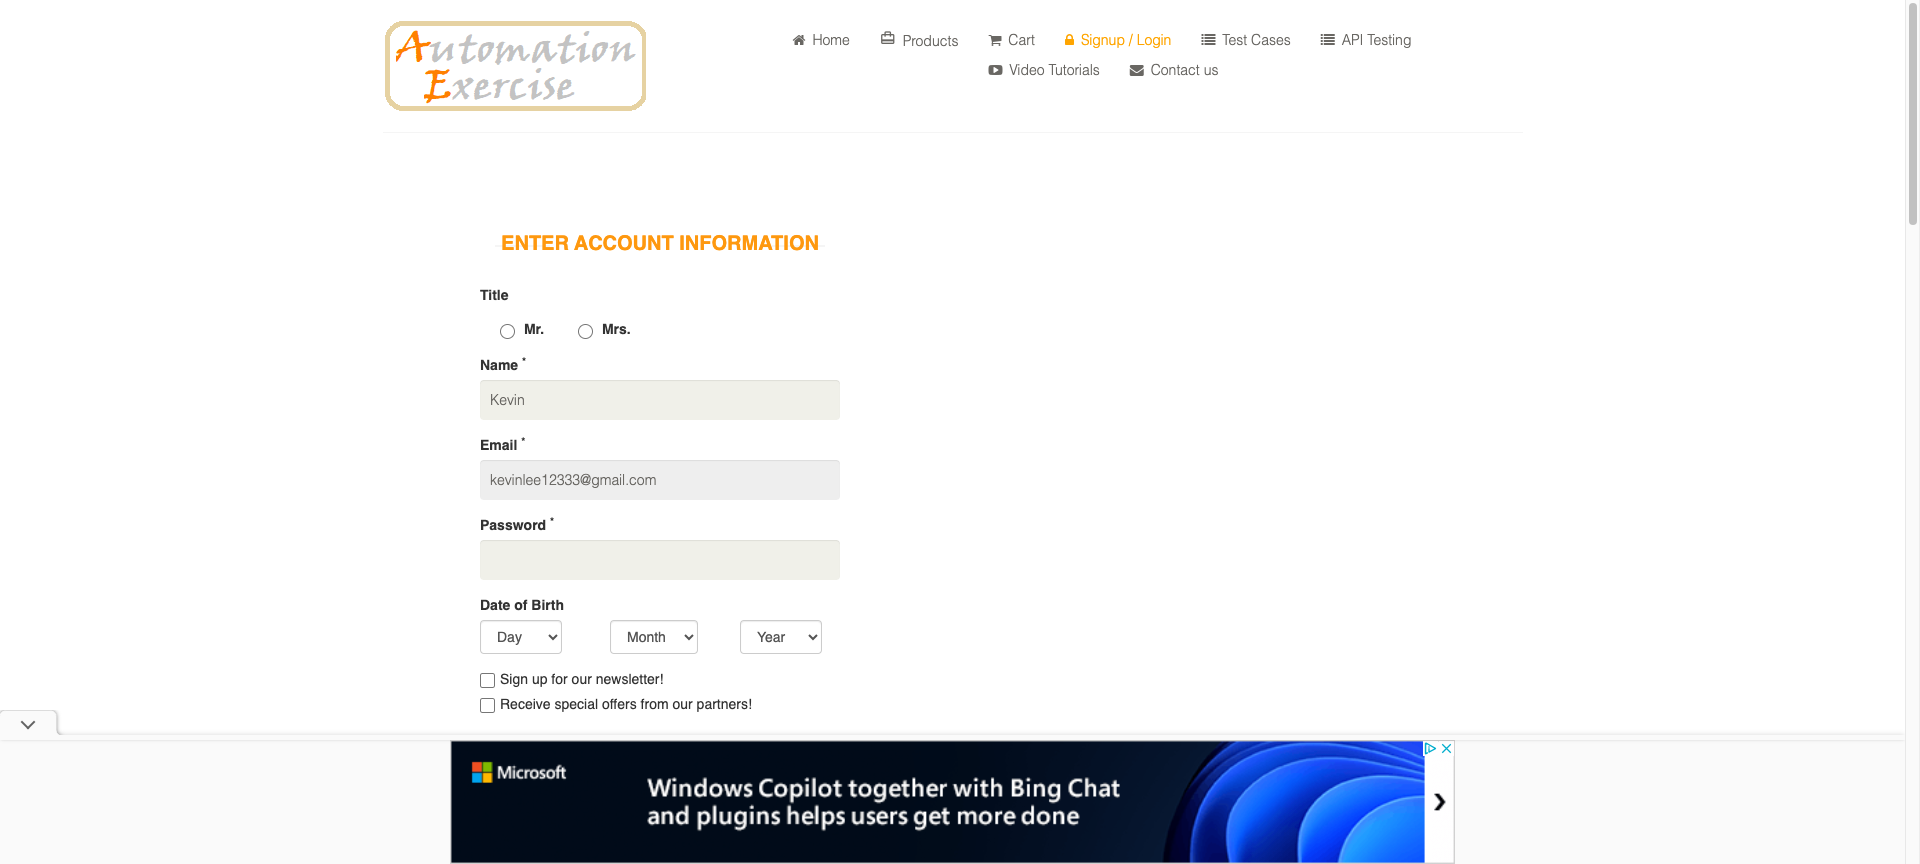 Automation
Exercise
Home
Products
Cart
Signup / Login
Test Cases
API Testing
Video Tutorials
Contact us
ENTER ACCOUNT INFORMATION
Title
Mr.
Mrs.
Name *
Kevin
Email *
kevinlee12333@gmail.com
Password *
Date of Birth
Day
Month
Year
Sign up for our newsletter!
Receive special offers from our partners!
Microsoft
Windows Copilot together with Bing Chat
and plugins helps users get more done